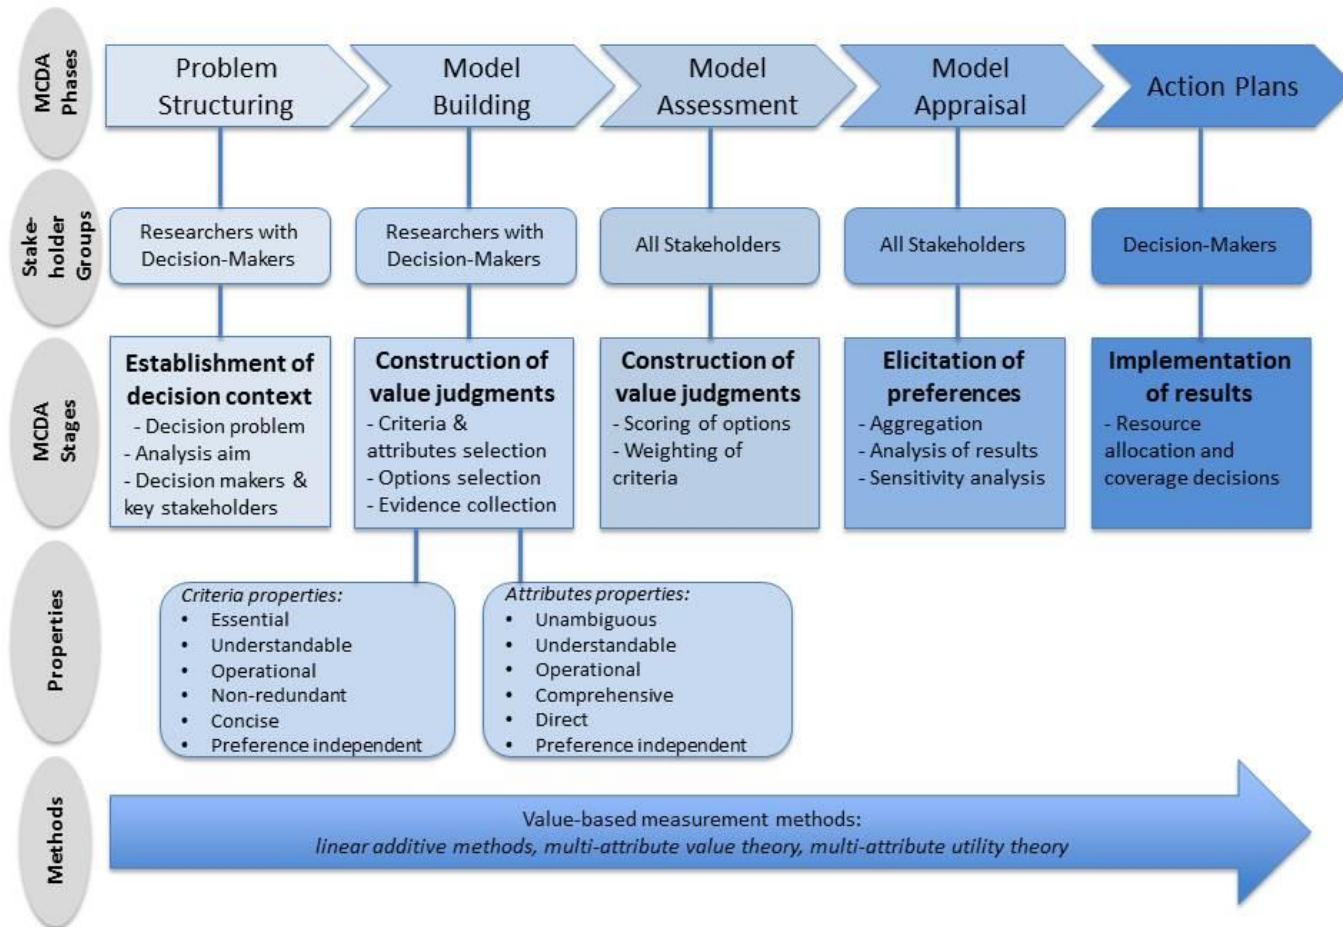 MCDA
Phases
Problem
Structuring
Model
Building
Model
Assessment
Model
Appraisal
Action Plans
Stake-
holder
Groups
Researchers with
Decision-Makers
Researchers with
Decision-Makers
All Stakeholders
All Stakeholders
Decision-Makers
MCDA
Stages
Establishment of
decision context
- Decision problem
- Analysis aim
- Decision makers &
key stakeholders
Construction of
value judgments
- Criteria &
attributes selection
- Options selection
- Evidence collection
Construction of
value judgments
- Scoring of options
- Weighting of
criteria
Elicitation of
preferences
- Aggregation
- Analysis of results
- Sensitivity analysis
Implementation
of results
- Resource
allocation and
coverage decisions
Properties
Criteria properties:
• Essential
• Understandable
• Operational
• Non-redundant
• Concise
• Preference independent
Attributes properties:
• Unambiguous
• Understandable
• Operational
• Comprehensive
• Direct
• Preference independent
Methods
Value-based measurement methods:
linear additive methods, multi-attribute value theory, multi-attribute utility theory